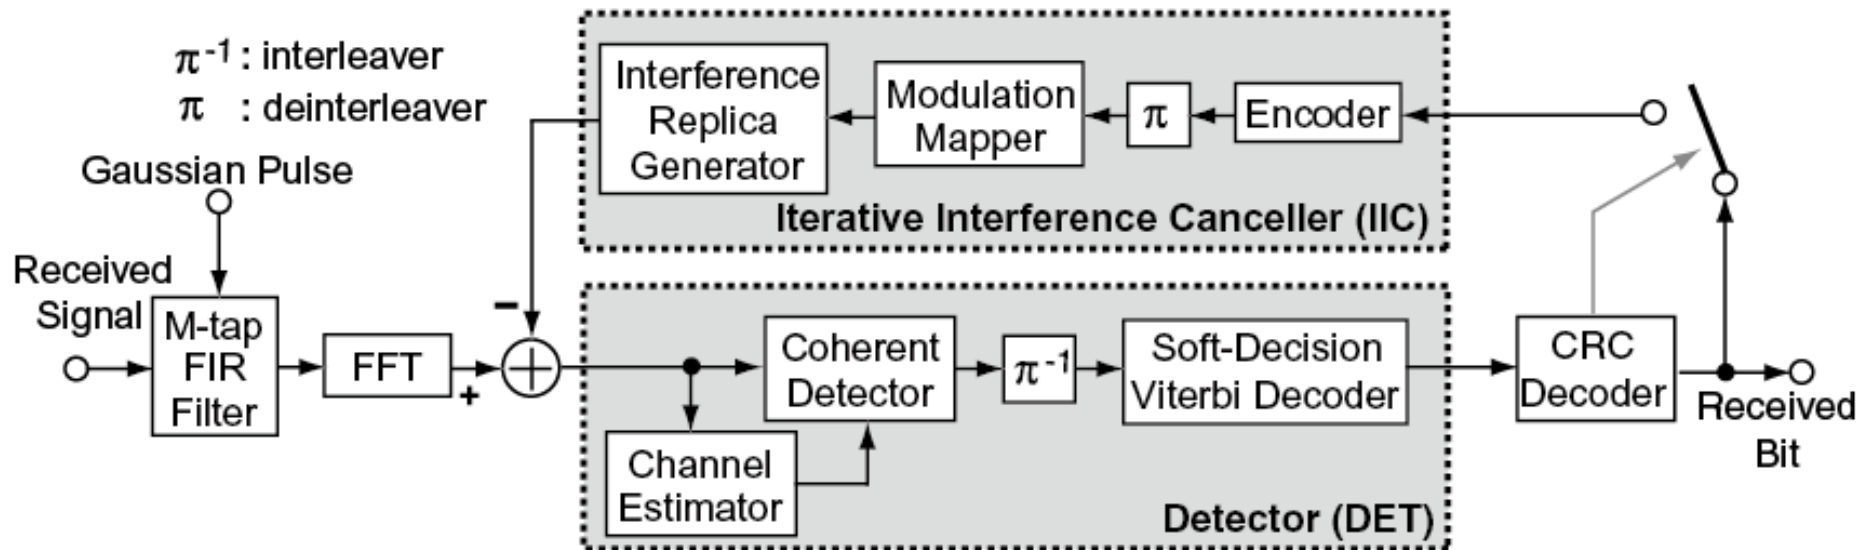 π⁻¹ : interleaver
π : deinterleaver
Gaussian Pulse
Received
Signal
M-tap
FIR
Filter
FFT
+
−
Interference
Replica
Generator
Modulation
Mapper
π
Encoder
Iterative Interference Canceller (IIC)
Coherent
Detector
π⁻¹
Soft-Decision
Viterbi Decoder
Channel
Estimator
Detector (DET)
CRC
Decoder
Received
Bit